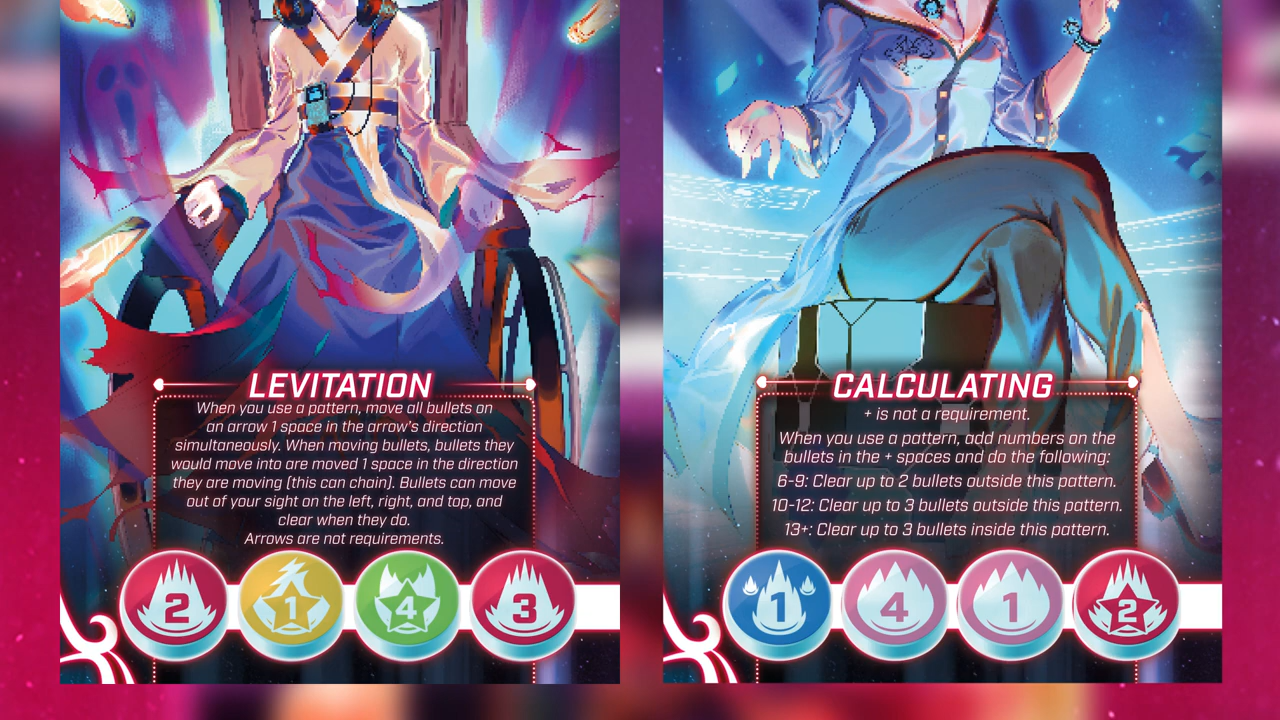 LEVITATION
When you use a pattern, move all bullets on
an arrow 1 space in the arrow's direction
simultaneously. When moving bullets, bullets they
would move into are moved 1 space in the direction
they are moving (this can chain). Bullets can move
out of your sight on the left, right, and top, and
clear when they do.
Arrows are not requirements.
2 1 4 3
CALCULATING
+ is not a requirement.
When you use a pattern, add numbers on the
bullets in the + spaces and do the following:
6-9: Clear up to 2 bullets outside this pattern.
10-12: Clear up to 3 bullets outside this pattern.
13+: Clear up to 3 bullets inside this pattern.
1 4 1 2